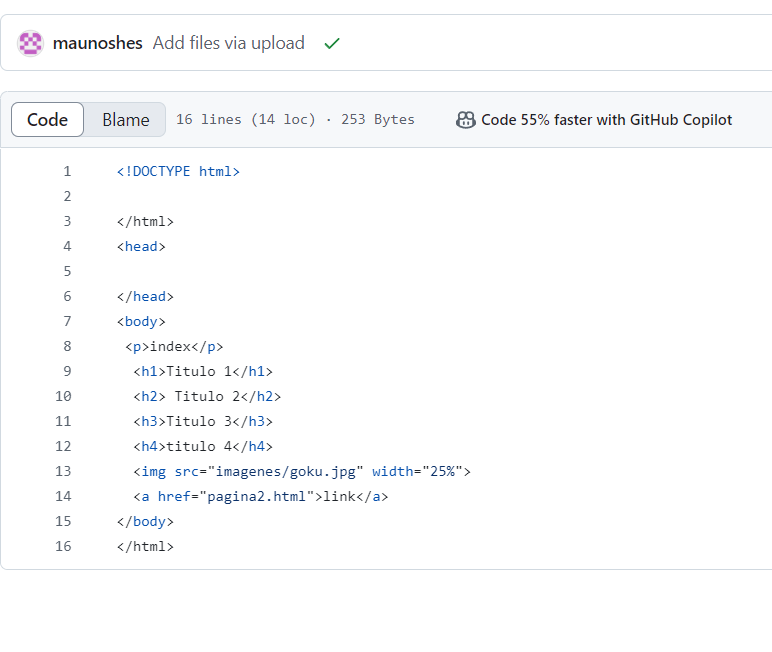 maunoshes Add files via upload
Code Blame 16 lines (14 loc) · 253 Bytes Code 55% faster with GitHub Copilot
1 <!DOCTYPE html>
2
3 </html>
4 <head>
5
6 </head>
7 <body>
8 <p>index</p>
9 <h1>Titulo 1</h1>
10 <h2> Titulo 2</h2>
11 <h3>Titulo 3</h3>
12 <h4>titulo 4</h4>
13 <img src="imagenes/goku.jpg" width="25%">
14 <a href="pagina2.html">link</a>
15 </body>
16 </html>